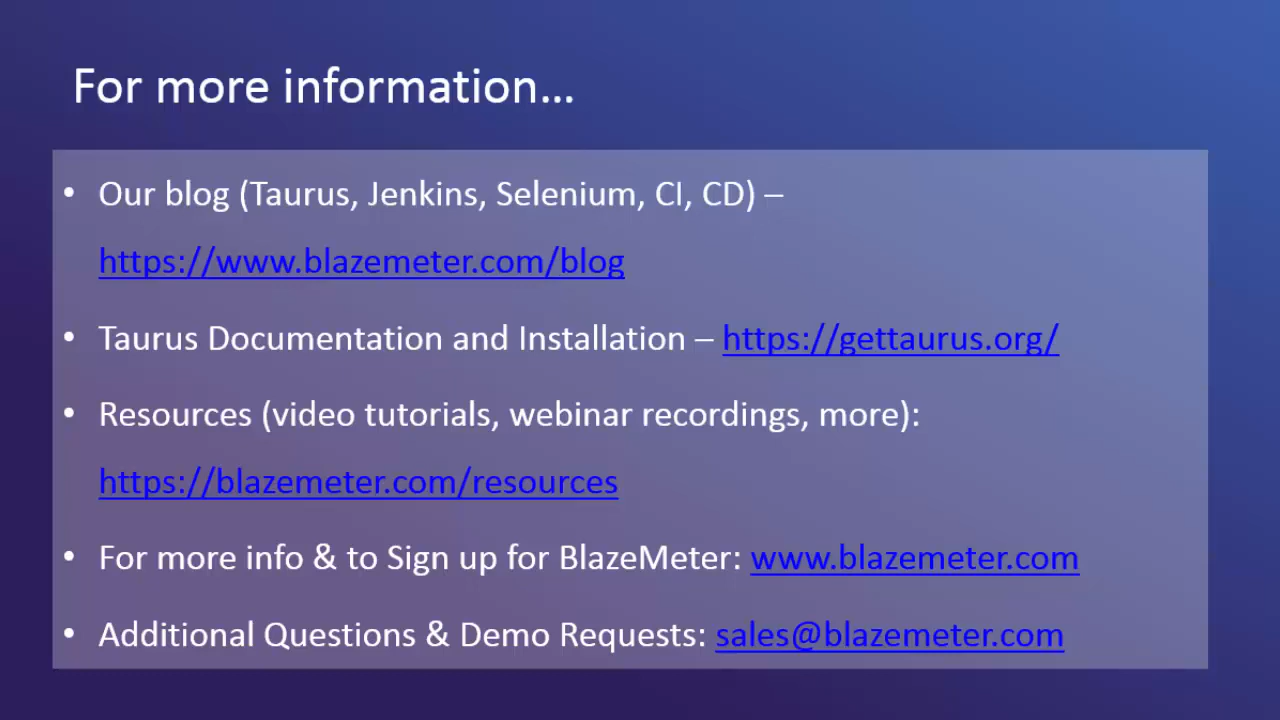 For more information...
• Our blog (Taurus, Jenkins, Selenium, CI, CD) –
https://www.blazemeter.com/blog
• Taurus Documentation and Installation – https://gettaurus.org/
• Resources (video tutorials, webinar recordings, more):
https://blazemeter.com/resources
• For more info & to Sign up for BlazeMeter: www.blazemeter.com
• Additional Questions & Demo Requests: sales@blazemeter.com